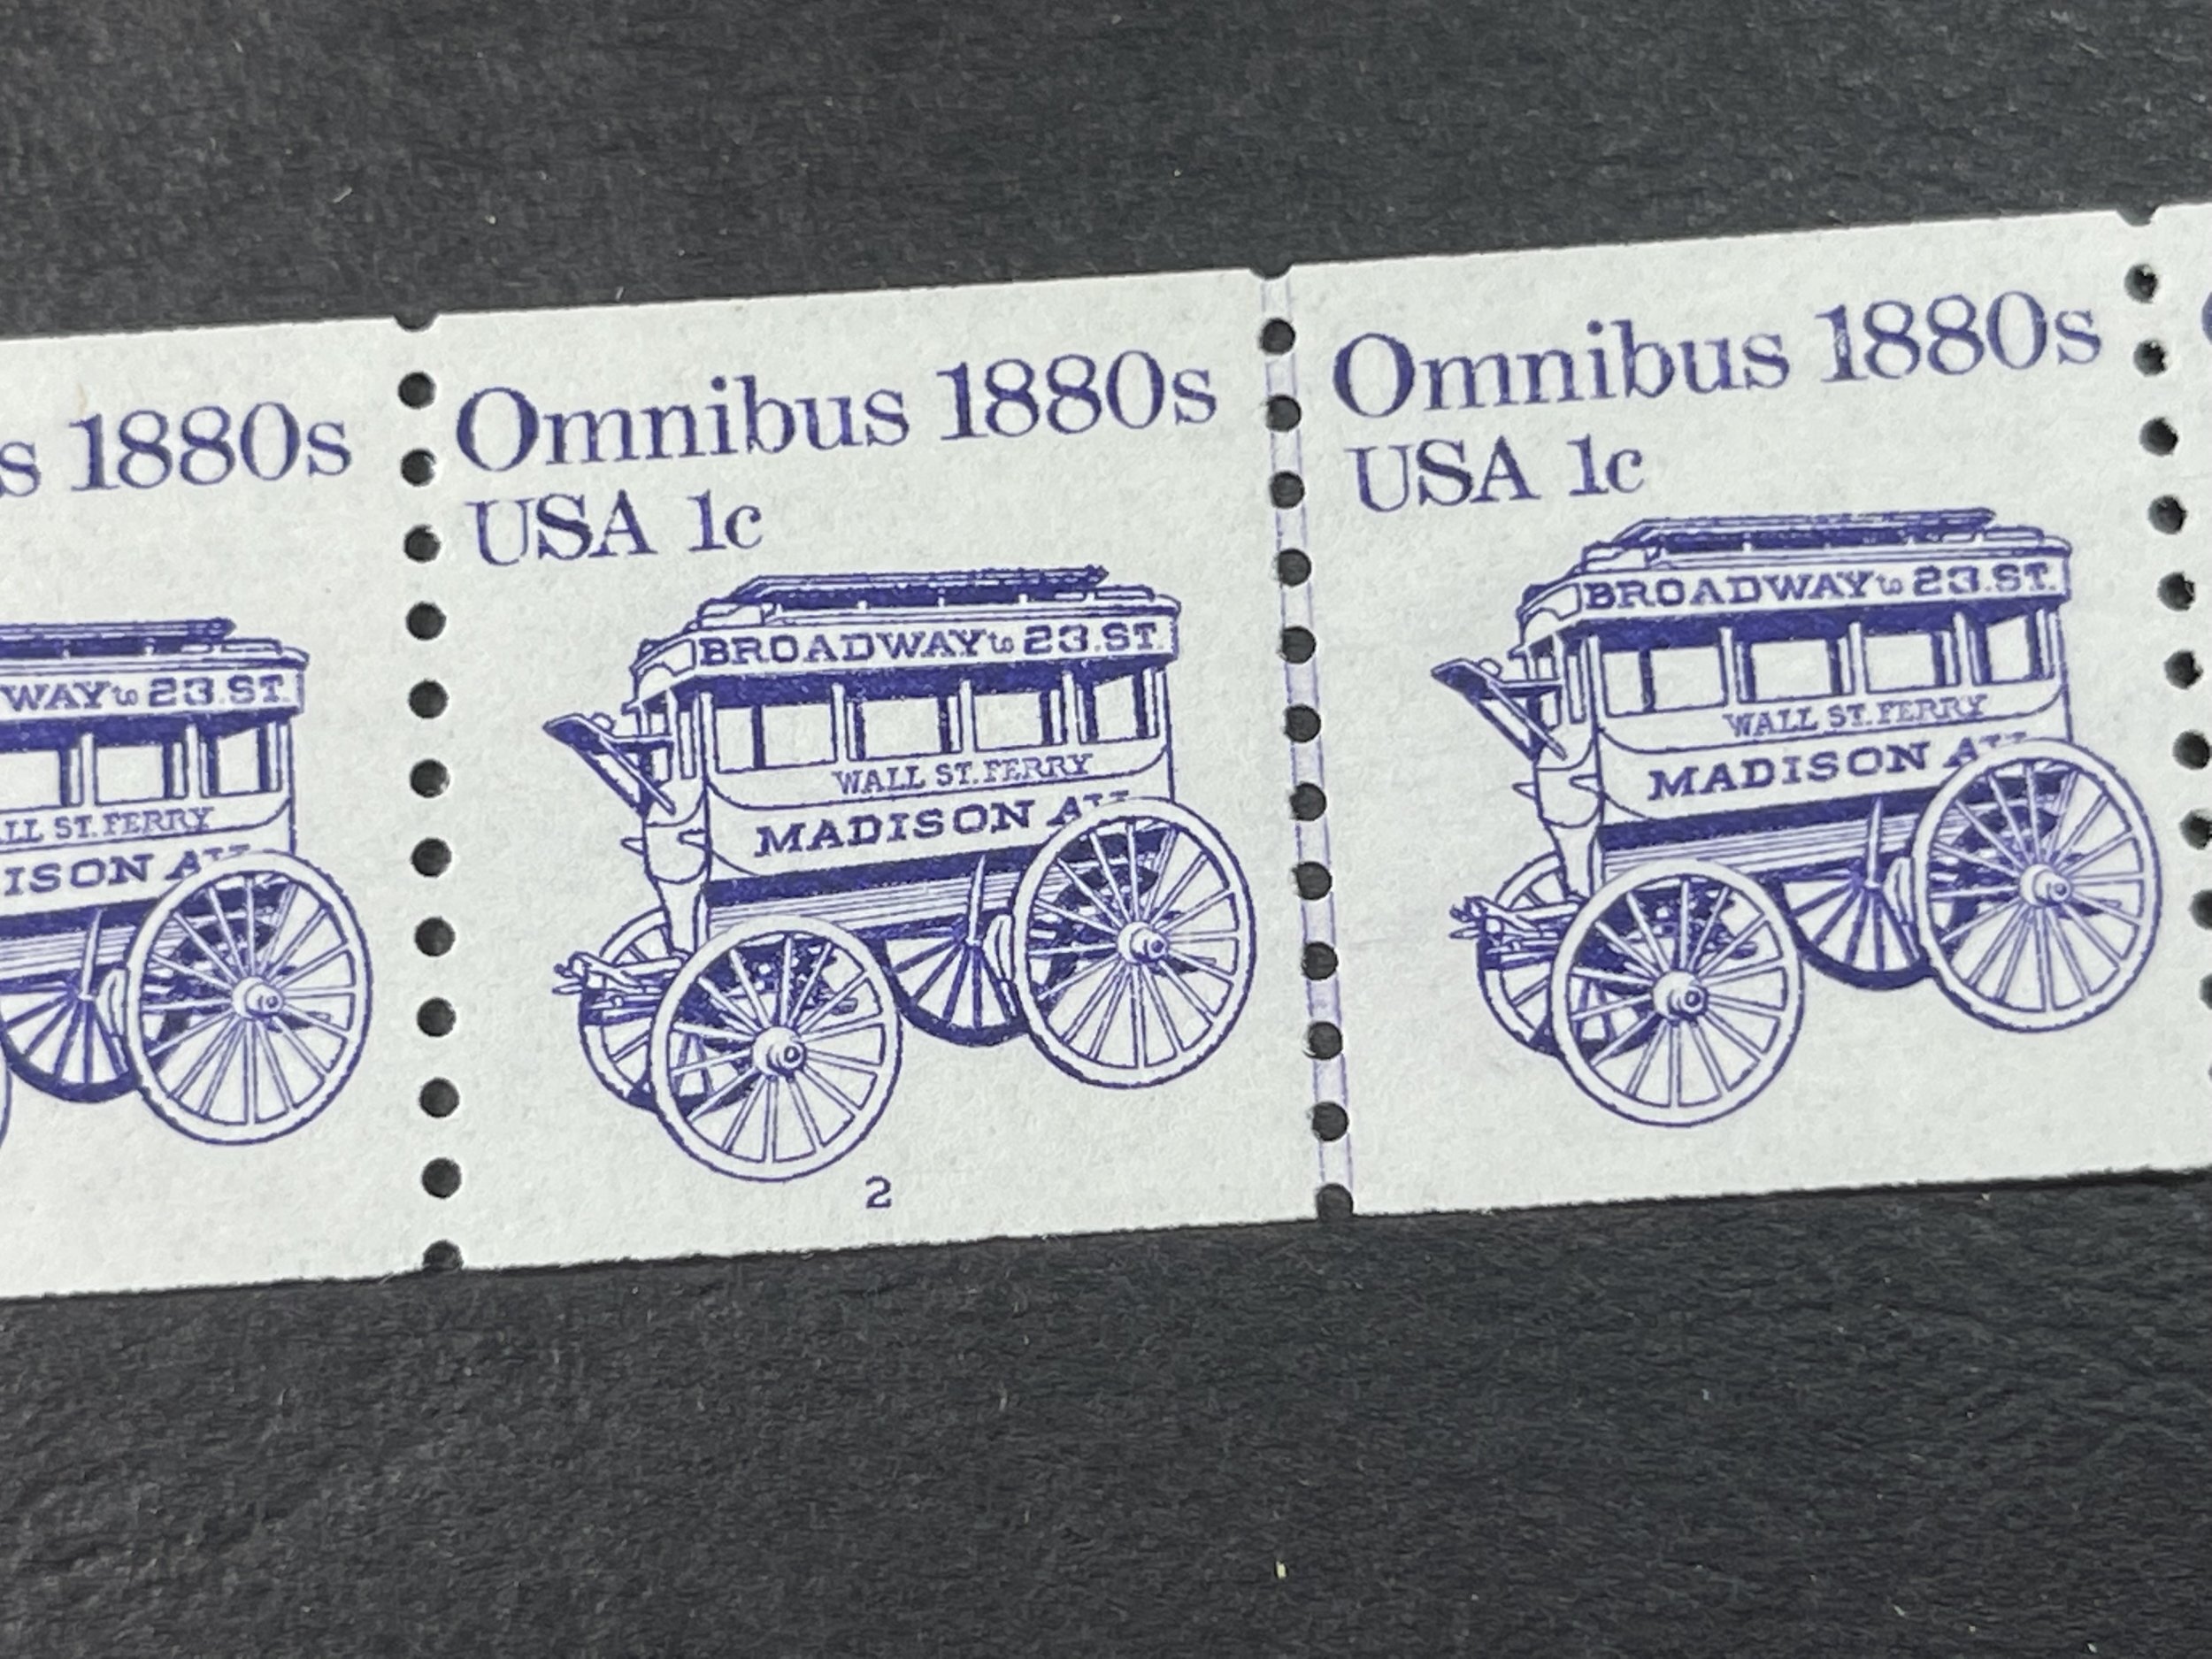 s 1880s
WAY to 23.ST.
LL ST. FERRY
ISON AV
Omnibus 1880s
USA 1c
BROADWAY to 23.ST.
WALL ST. FERRY
MADISON AV
2
Omnibus 1880s
USA 1c
BROADWAY to 23.ST.
WALL ST. FERRY
MADISON AV